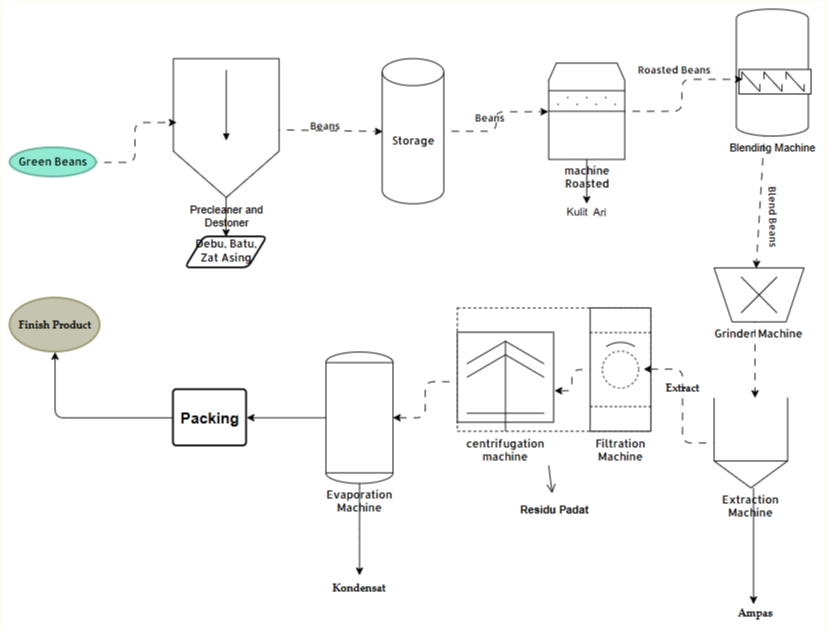 Green Beans
Precleaner and
Destoner
Debu, Batu,
Zat Asing
Beans
Storage
Beans
machine
Roasted
Kulit Ari
Roasted Beans
Blending Machine
Blend Beans
Grinder Machine
Extraction
Machine
Ampas
Extract
Filtration
Machine
centrifugation
machine
Residu Padat
Evaporation
Machine
Kondensat
Packing
Finish Product